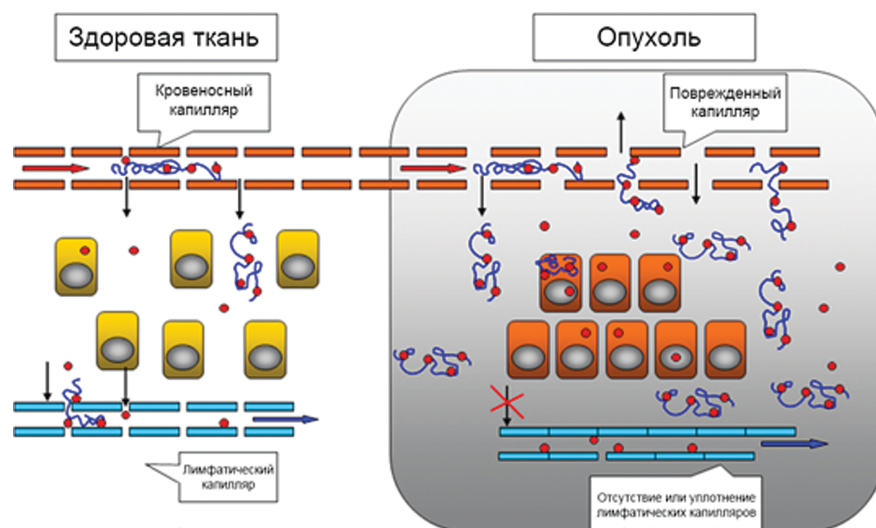 Здоровая ткань
Опухоль
Кровеносный
капилляр
Поврежденный
капилляр
Лимфатический
капилляр
Отсутствие или уплотнение
лимфатических капилляров